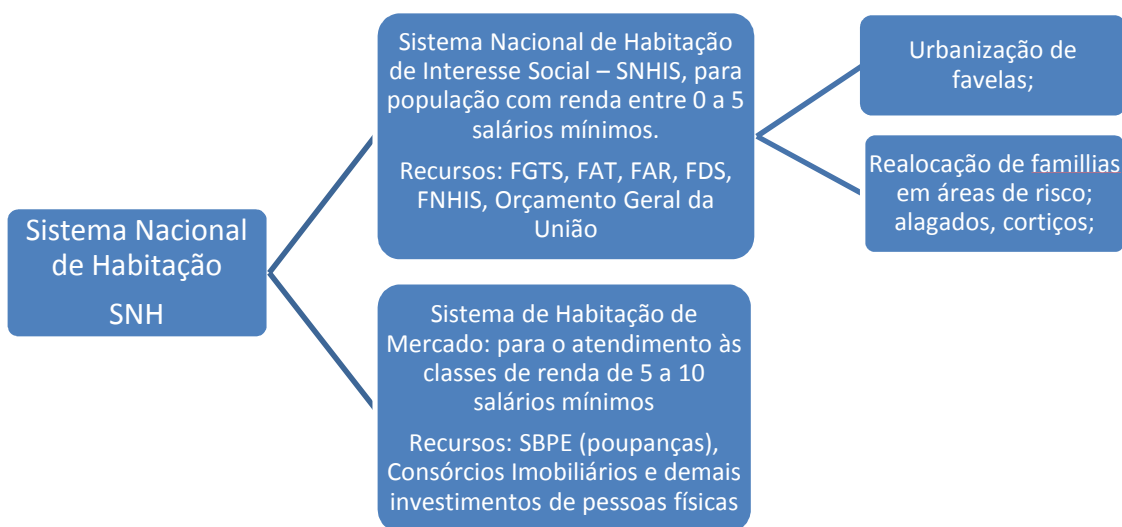 Sistema Nacional
de Habitação
SNH
Sistema Nacional de Habitação
de Interesse Social – SNHIS, para
população com renda entre 0 a 5
salários mínimos.
Recursos: FGTS, FAT, FAR, FDS,
FNHIS, Orçamento Geral da
União
Urbanização de
favelas;
Realocação de famillias
em áreas de risco;
alagados, cortiços;
Sistema de Habitação de
Mercado: para o atendimento às
classes de renda de 5 a 10
salários mínimos
Recursos: SBPE (poupanças),
Consórcios Imobiliários e demais
investimentos de pessoas físicas